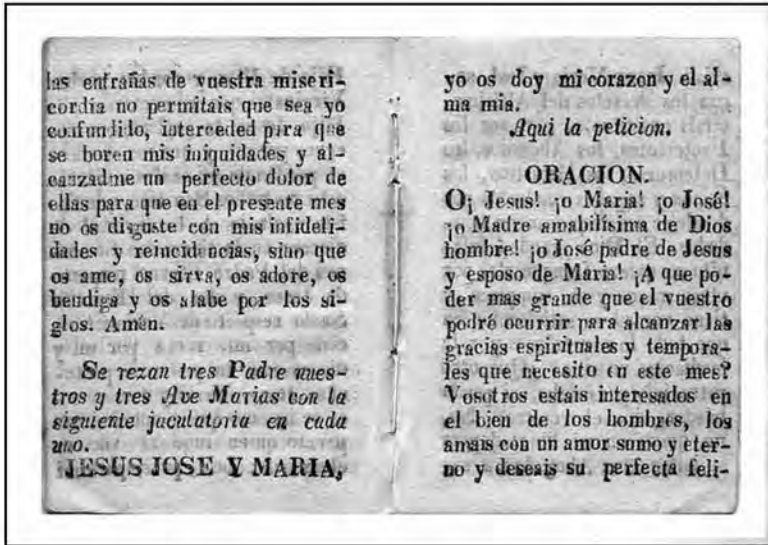 las entrañas de vuestra miseri-
cordia no permitais que sea yo
confundido, interceded para que
se boren mis iniquidades y al-
canzadme un perfecto dolor de
ellas para que en el presente mes
no os disguste con mis infideli-
dades y reincidencias, sino que
os ame, os sirva, os adore, os
bendiga y os alabe por los si-
glos. Amén.
Se rezan tres Padre nues-
tros y tres Ave Marias con la
siguiente jaculatoria en cada
uno.
JESUS JOSE Y MARIA,
yo os doy mi corazon y el al-
ma mia.
Aqui la peticion.
ORACION.
O¡ Jesus! ¡o Maria! ¡o José!
¡o Madre amabilísima de Dios
hombre! ¡o José padre de Jesus
y esposo de Maria! ¡A que po-
der mas grande que el vuestro
podré ocurrir para alcanzar las
gracias espirituales y tempora-
les que necesito en este mes?
Vosotros estais interesados en
el bien de los hombres, los
amais con un amor sumo y eter-
no y deseais su perfecta feli-